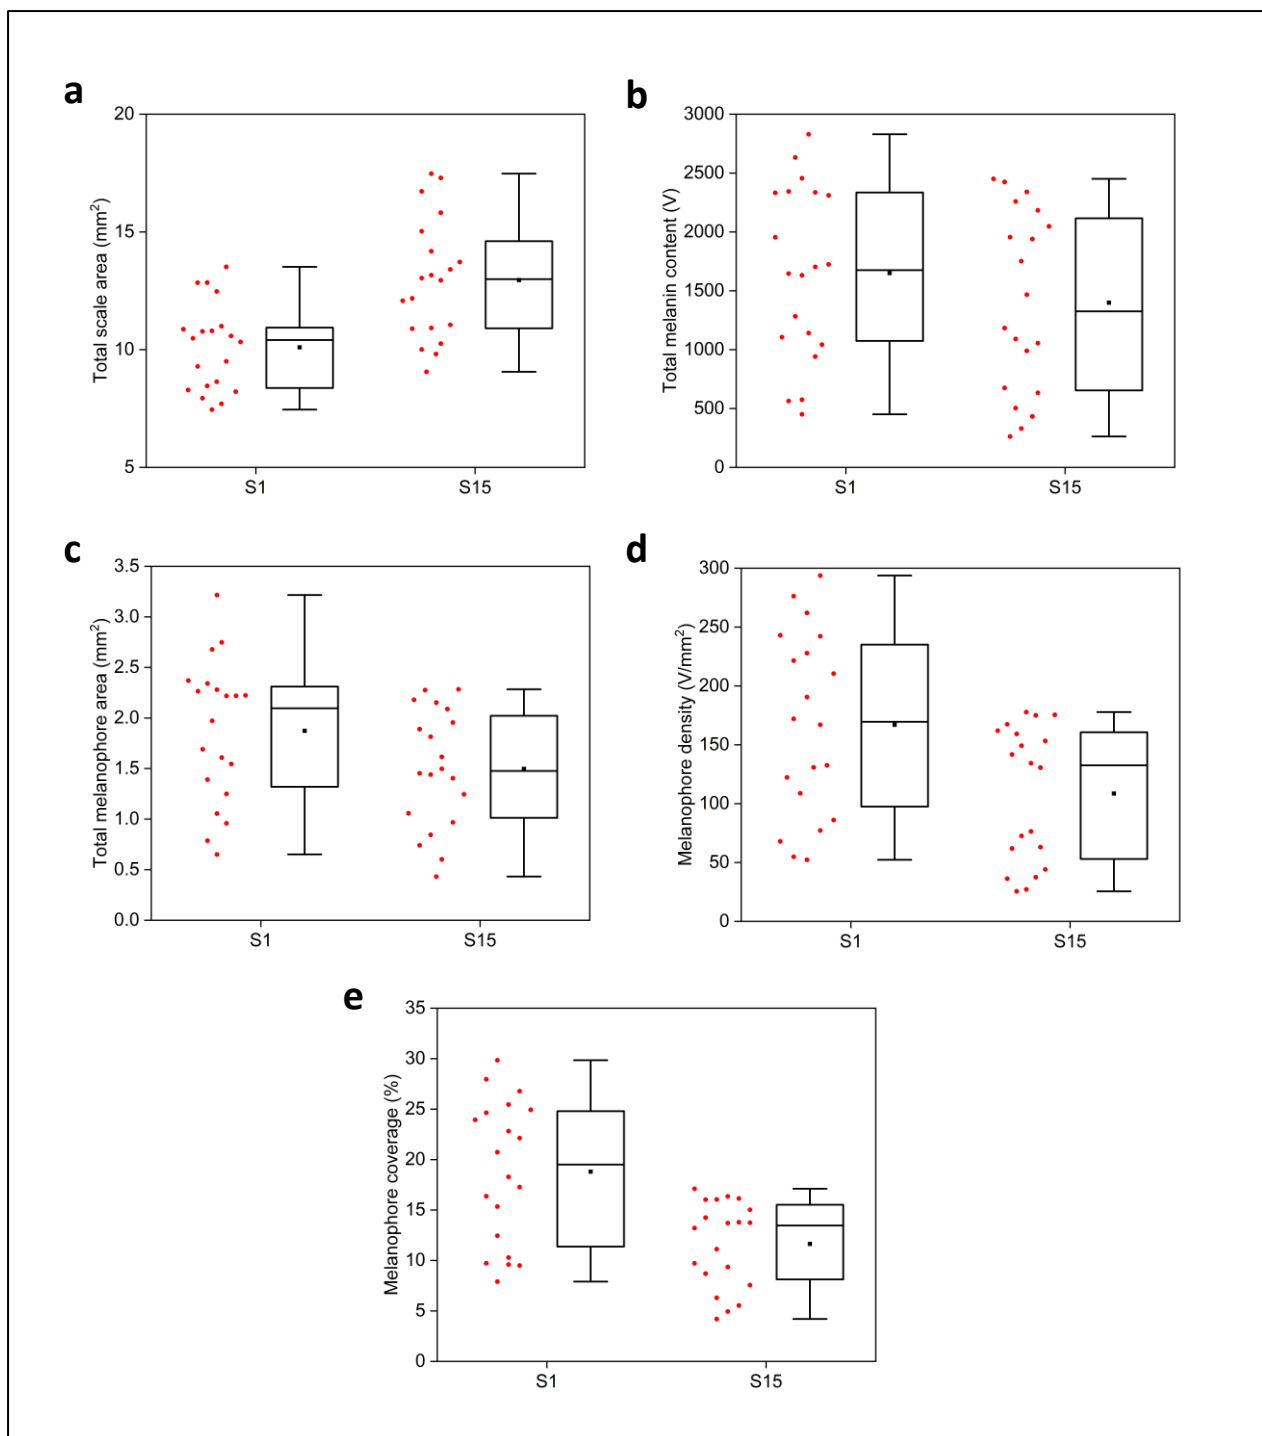 a
20
15
10
5
Total scale area (mm²)
S1 S15
b
3000
2500
2000
1500
1000
500
0
Total melanin content (V)
S1 S15
c
3.5
3.0
2.5
2.0
1.5
1.0
0.5
0.0
Total melanophore area (mm²)
S1 S15
d
300
250
200
150
100
50
0
Melanophore density (V/mm²)
S1 S15
e
35
30
25
20
15
10
5
0
Melanophore coverage (%)
S1 S15